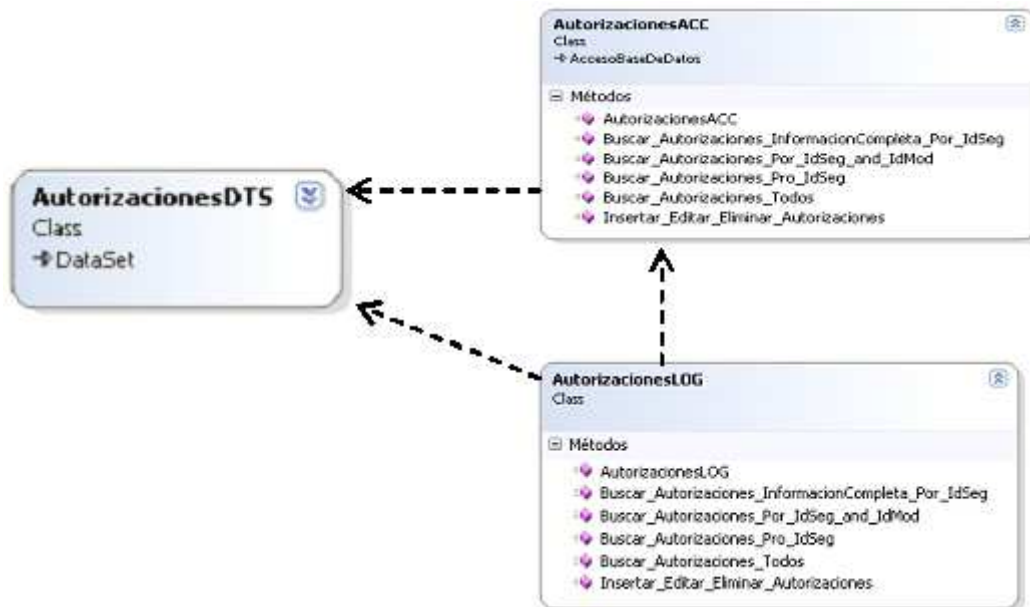 AutorizacionesACC
Class
AccesoBaseDeDatos
Métodos
AutorizacionesACC
Buscar_Autorizaciones_InformacionCompleta_Por_IdSeg
Buscar_Autorizaciones_Por_IdSeg_and_IdMod
Buscar_Autorizaciones_Pro_IdSeg
Buscar_Autorizaciones_Todos
Insertar_Editar_Eliminar_Autorizaciones
AutorizacionesDTS
Class
DataSet
AutorizacionesLOG
Class
Métodos
AutorizacionesLOG
Buscar_Autorizaciones_InformacionCompleta_Por_IdSeg
Buscar_Autorizaciones_Por_IdSeg_and_IdMod
Buscar_Autorizaciones_Pro_IdSeg
Buscar_Autorizaciones_Todos
Insertar_Editar_Eliminar_Autorizaciones